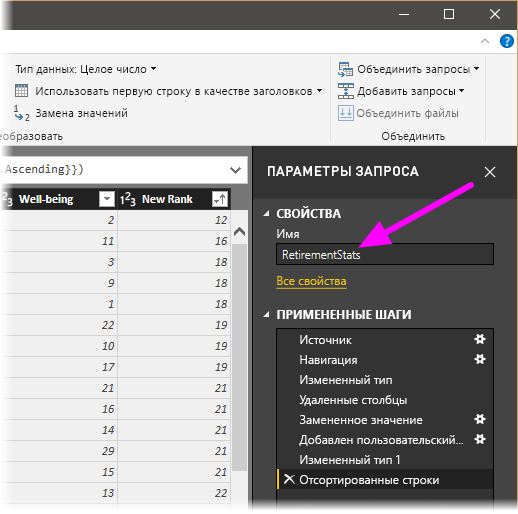 ?
Тип данных: Целое число
Использовать первую строку в качестве заголовков
Замена значений
еобразовать
Объединить запросы
Добавить запросы
Объединить файлы
Объединить
.Ascending}})
ПАРАМЕТРЫ ЗАПРОСА
СВОЙСТВА
Имя
RetirementStats
Все свойства
ПРИМЕНЕННЫЕ ШАГИ
Источник
Навигация
Измененный тип
Удаленные столбцы
Замененное значение
Добавлен пользовательский...
Измененный тип 1
Отсортированные строки
23 Well-being 123 New Rank
2 12
11 16
3 18
9 18
1 18
22 19
10 19
17 19
21 21
16 21
14 21
29 21
15 21
13 22